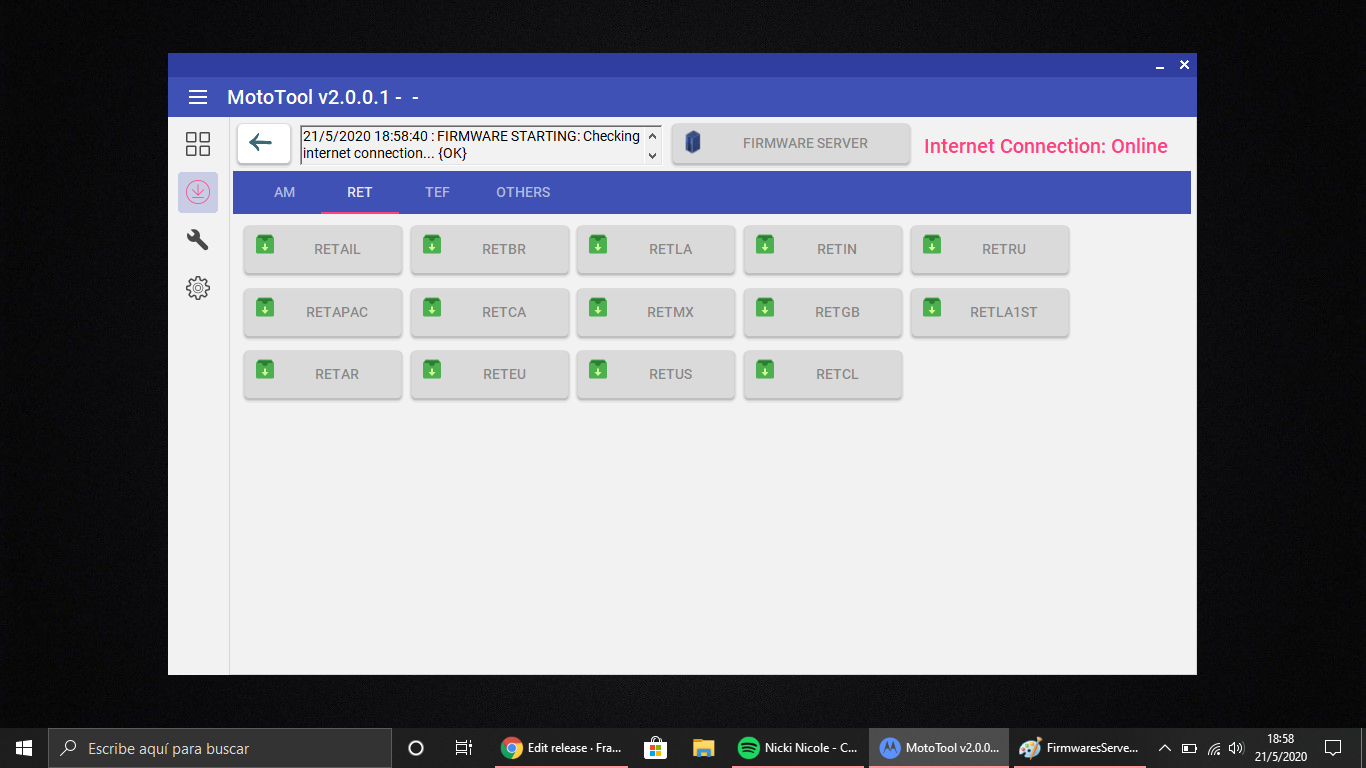 MotoTool v2.0.0.1 - -
21/5/2020 18:58:40 : FIRMWARE STARTING: Checking
internet connection... {OK}
FIRMWARE SERVER
Internet Connection: Online
AM RET TEF OTHERS
RETAIL RETBR RETLA RETIN RETRU
RETAPAC RETCA RETMX RETGB RETLA1ST
RETAR RETEU RETUS RETCL
Escribe aquí para buscar
Edit release · Fra...
Nicki Nicole - C...
MotoTool v2.0.0...
FirmwaresServe...
18:58
21/5/2020